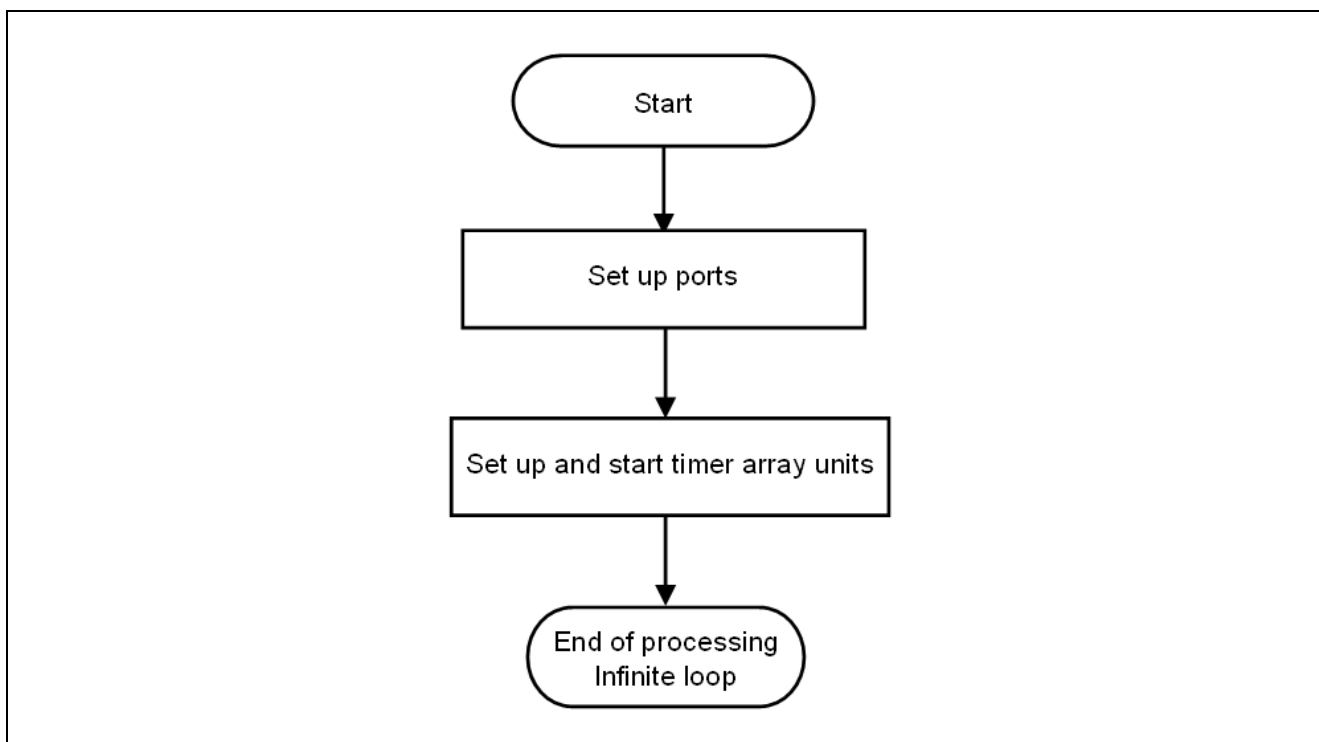 Start
Set up ports
Set up and start timer array units
End of processing
Infinite loop